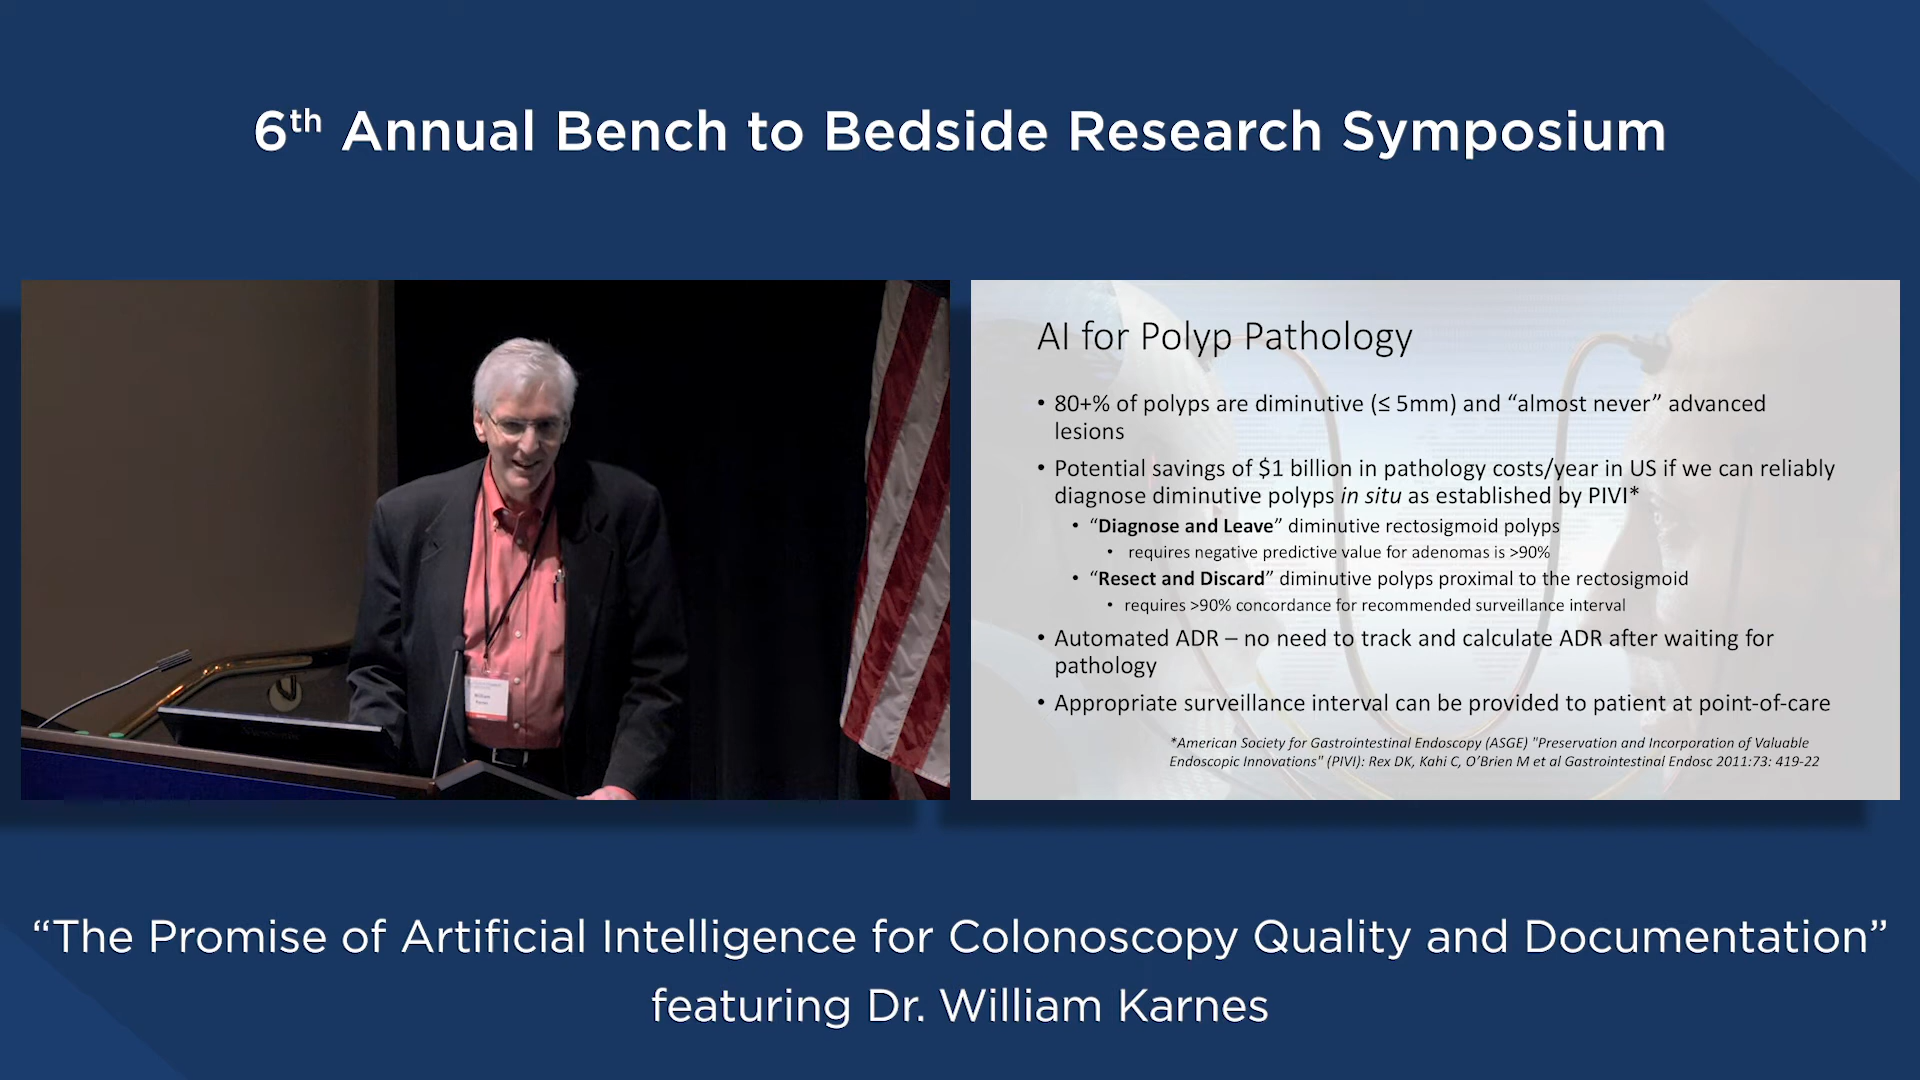 6th Annual Bench to Bedside Research Symposium
William
AI for Polyp Pathology
• 80+% of polyps are diminutive (≤ 5mm) and “almost never” advanced
lesions
• Potential savings of $1 billion in pathology costs/year in US if we can reliably
diagnose diminutive polyps in situ as established by PIVI*
• “Diagnose and Leave” diminutive rectosigmoid polyps
• requires negative predictive value for adenomas is >90%
• “Resect and Discard” diminutive polyps proximal to the rectosigmoid
• requires >90% concordance for recommended surveillance interval
• Automated ADR – no need to track and calculate ADR after waiting for
pathology
• Appropriate surveillance interval can be provided to patient at point-of-care
*American Society for Gastrointestinal Endoscopy (ASGE) "Preservation and Incorporation of Valuable
Endoscopic Innovations" (PIVI): Rex DK, Kahi C, O’Brien M et al Gastrointestinal Endosc 2011:73: 419-22
“The Promise of Artificial Intelligence for Colonoscopy Quality and Documentation”
featuring Dr. William Karnes